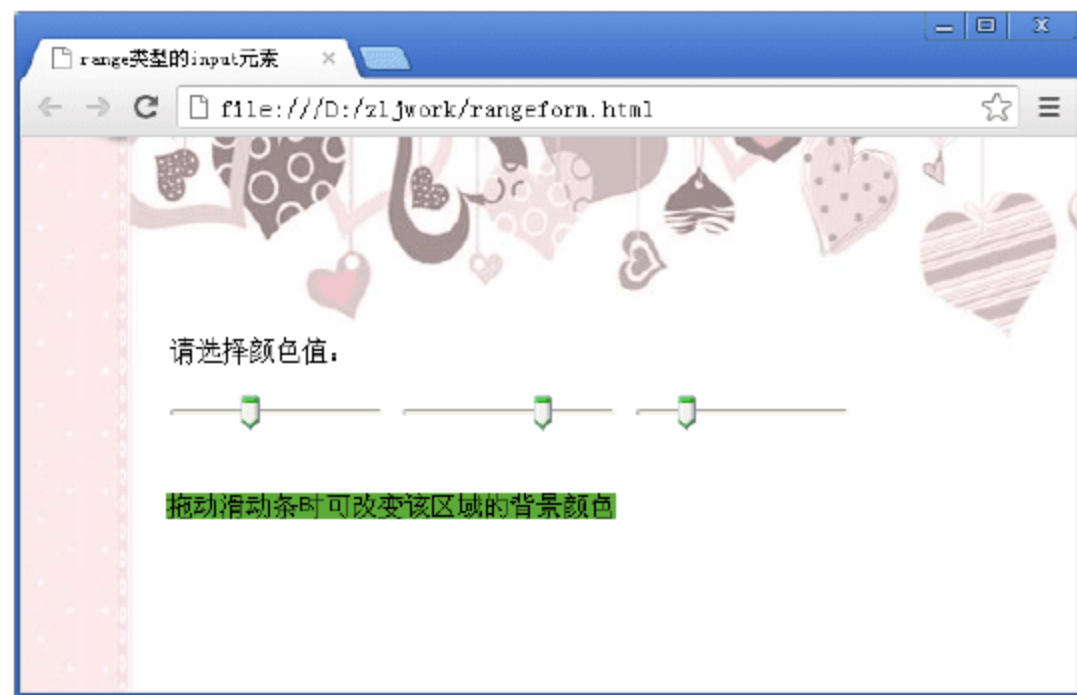 range类型的input元素
file:///D:/zljwork/rangeform.html
请选择颜色值：
拖动滑动条时可改变该区域的背景颜色